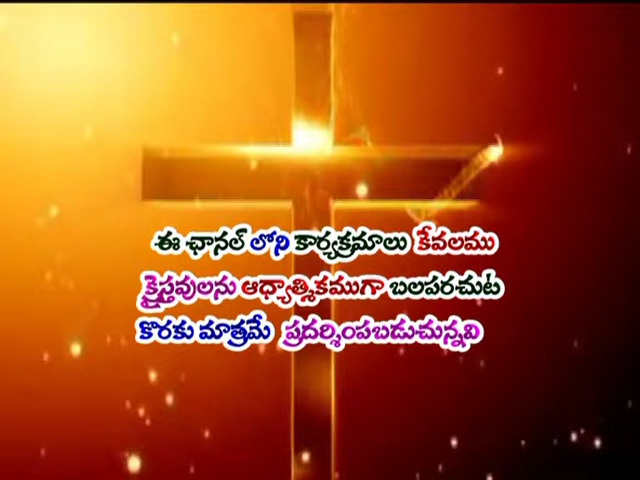 ఈ ఛానల్ లోని కార్యక్రమాలు కేవలము
క్రైస్తవులను ఆధ్యాత్మికముగా బలపరచుట
కొరకు మాత్రమే ప్రదర్శింపబడుచున్నవి